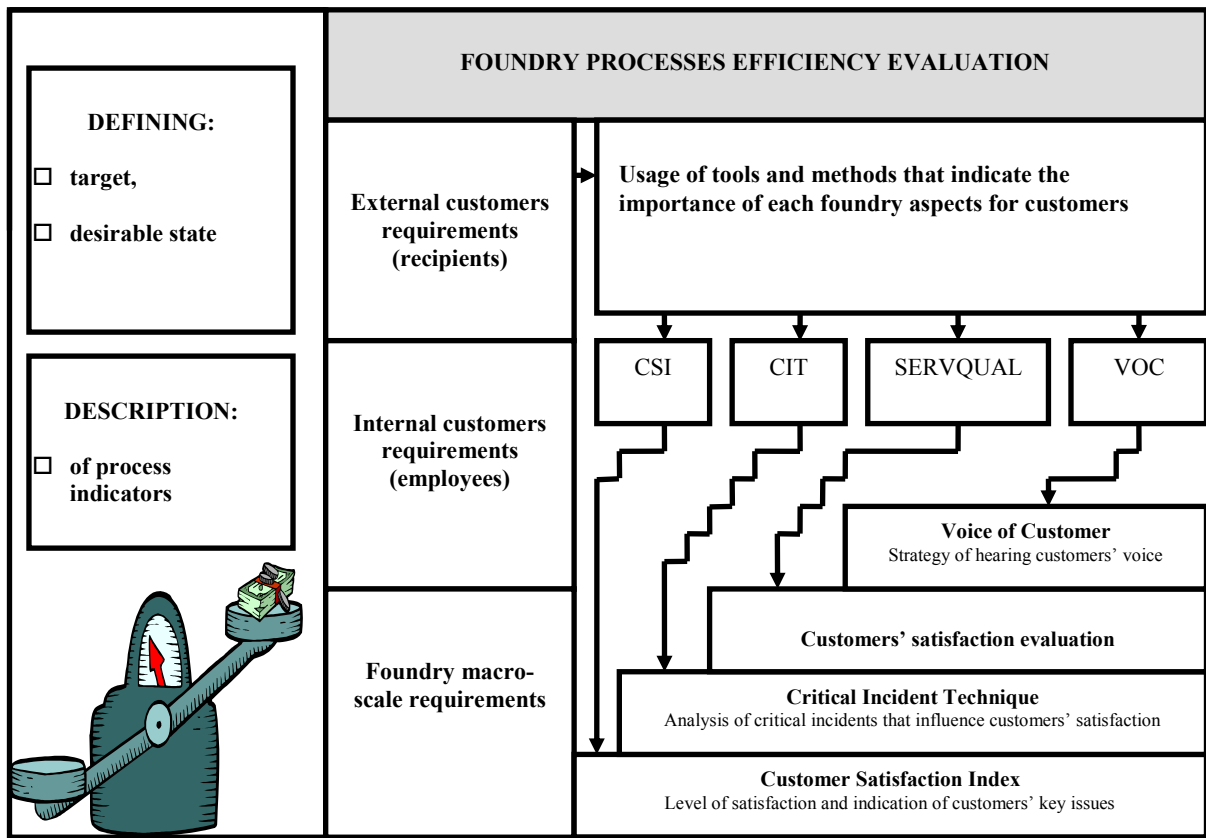 FOUNDRY PROCESSES EFFICIENCY EVALUATION
DEFINING:
target,
desirable state
DESCRIPTION:
of process
indicators
External customers
requirements
(recipients)
Internal customers
requirements
(employees)
Foundry macro-
scale requirements
Usage of tools and methods that indicate the
importance of each foundry aspects for customers
CSI
CIT
SERVQUAL
VOC
Voice of Customer
Strategy of hearing customers’ voice
Customers’ satisfaction evaluation
Critical Incident Technique
Analysis of critical incidents that influence customers’ satisfaction
Customer Satisfaction Index
Level of satisfaction and indication of customers’ key issues